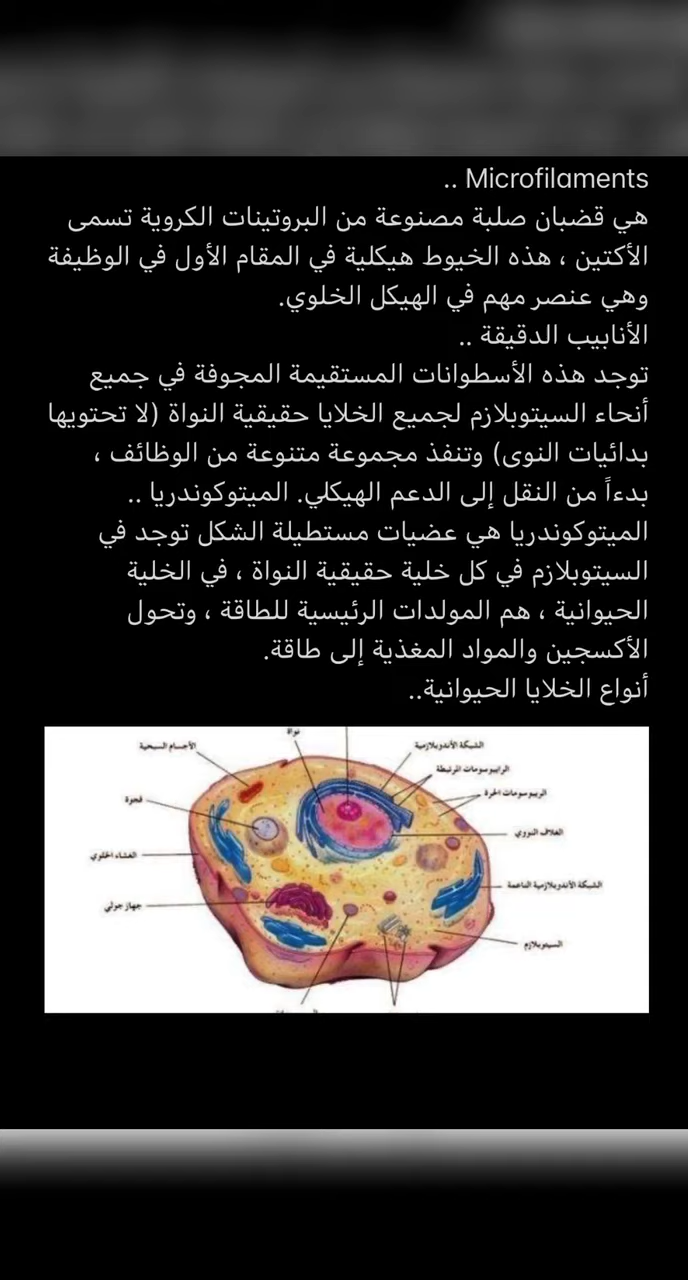 Microfilaments ..
هي قضبان صلبة مصنوعة من البروتينات الكروية تسمى
الأكتين ، هذه الخيوط هيكلية في المقام الأول في الوظيفة
وهي عنصر مهم في الهيكل الخلوي.
الأنابيب الدقيقة ..
توجد هذه الأسطوانات المستقيمة المجوفة في جميع
أنحاء السيتوبلازم لجميع الخلايا حقيقية النواة (لا تحتويها
بدائيات النوى) وتنفذ مجموعة متنوعة من الوظائف ،
بدءاً من النقل إلى الدعم الهيكلي. الميتوكوندريا ..
الميتوكوندريا هي عضيات مستطيلة الشكل توجد في
السيتوبلازم في كل خلية حقيقية النواة ، في الخلية
الحيوانية ، هم المولدات الرئيسية للطاقة ، وتحول
الأكسجين والمواد المغذية إلى طاقة.
أنواع الخلايا الحيوانية..
نواة
الشبكة الأندوبلازمية
الأجسام السبحية
الرايبوسومات المرتبطة
الريبوسومات الحرة
فجوة
الغلاف النووي
الغشاء الخلوي
الشبكة الأندوبلازمية الناعمة
جهاز جولي
السيتوبلازم